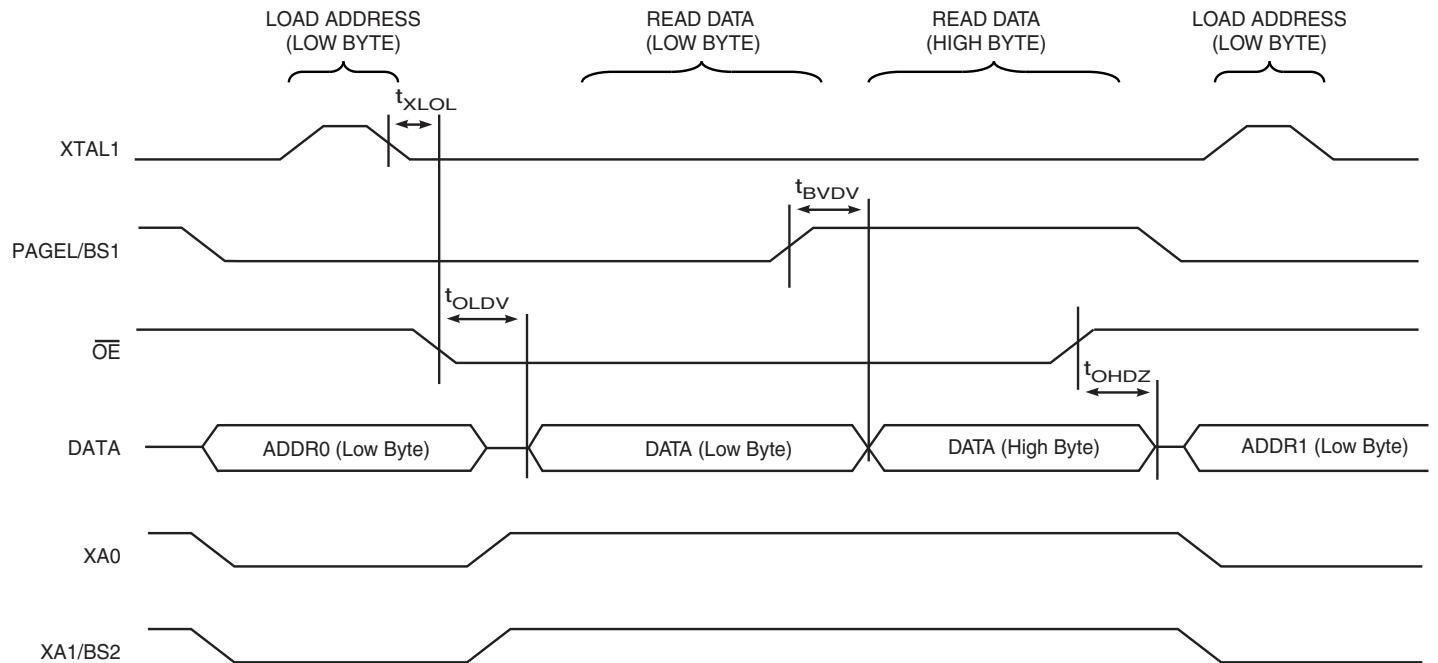 LOAD ADDRESS
(LOW BYTE)
READ DATA
(LOW BYTE)
READ DATA
(HIGH BYTE)
LOAD ADDRESS
(LOW BYTE)
tXLOL
XTAL1
tBVDV
PAGEL/BS1
tOLDV
OE
tOHDZ
DATA
ADDR0 (Low Byte)
DATA (Low Byte)
DATA (High Byte)
ADDR1 (Low Byte)
XA0
XA1/BS2